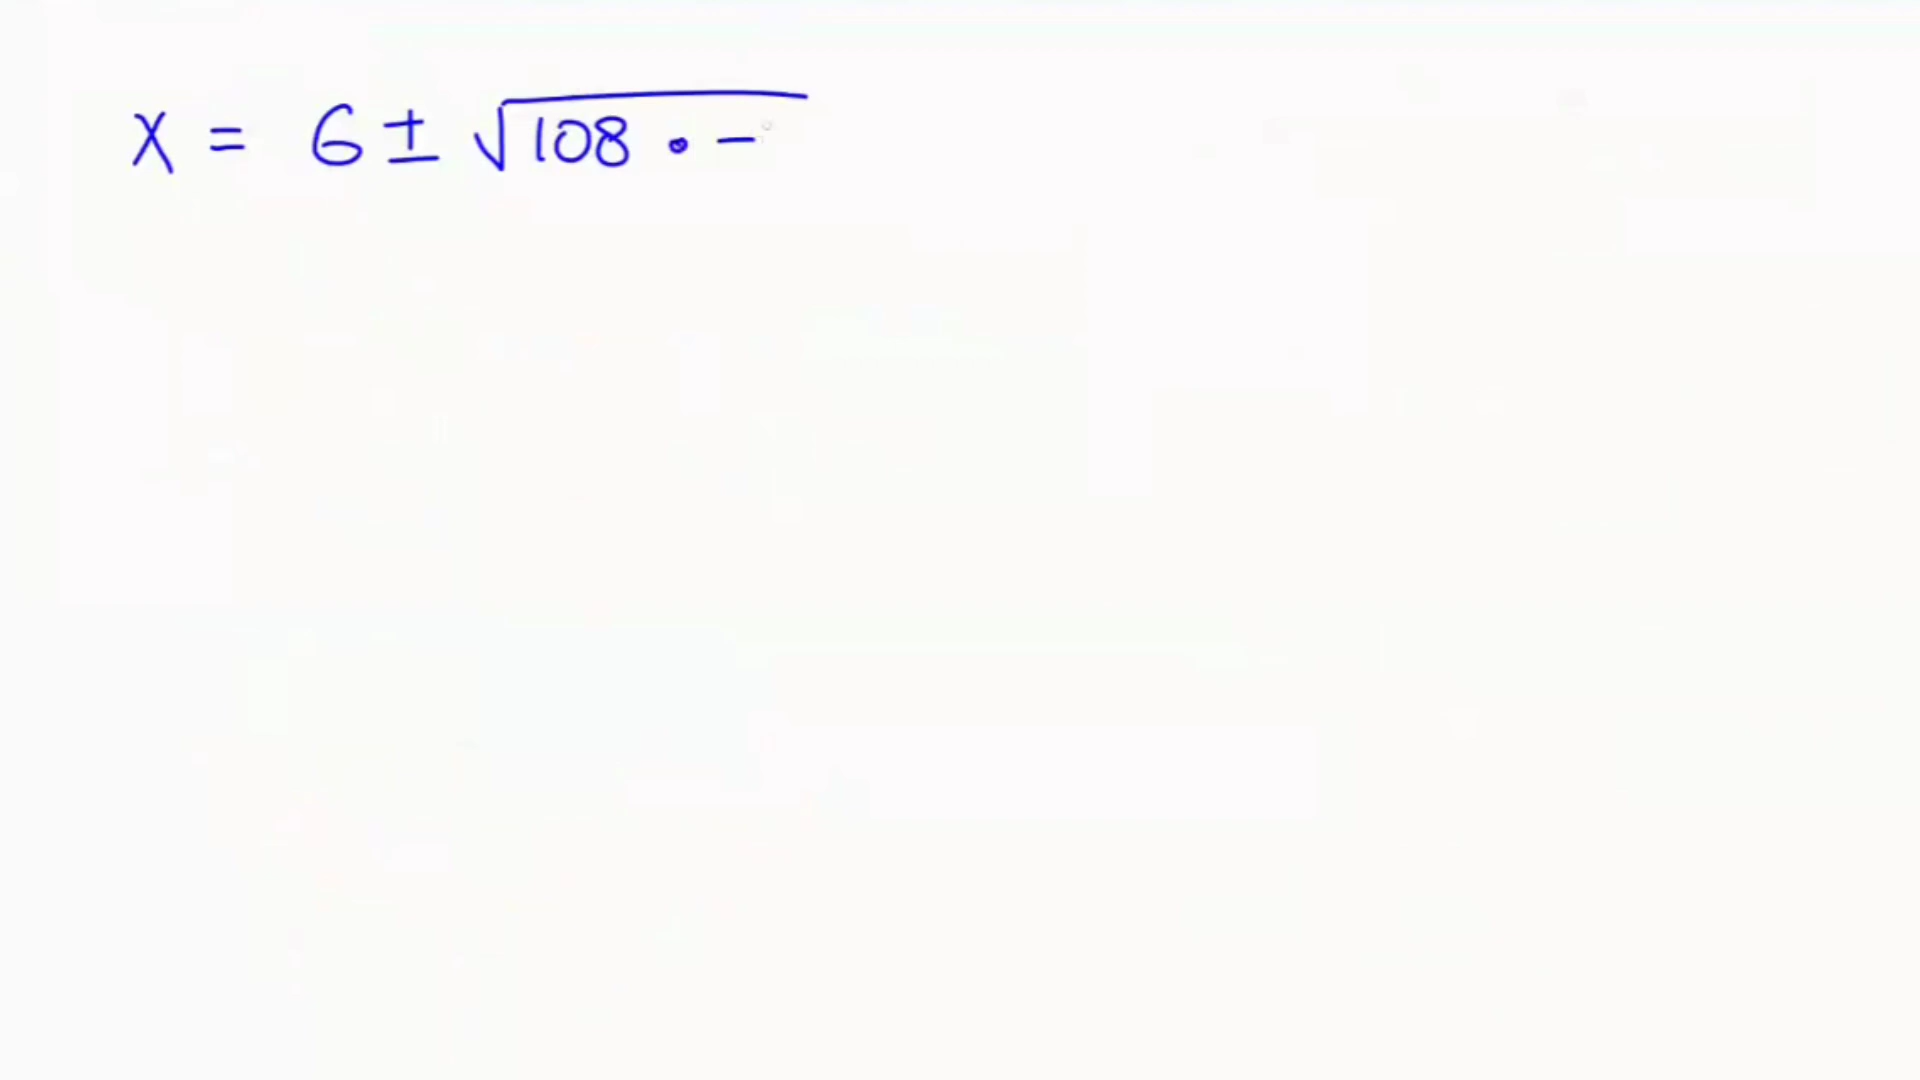 x = 6 ± √108 • −